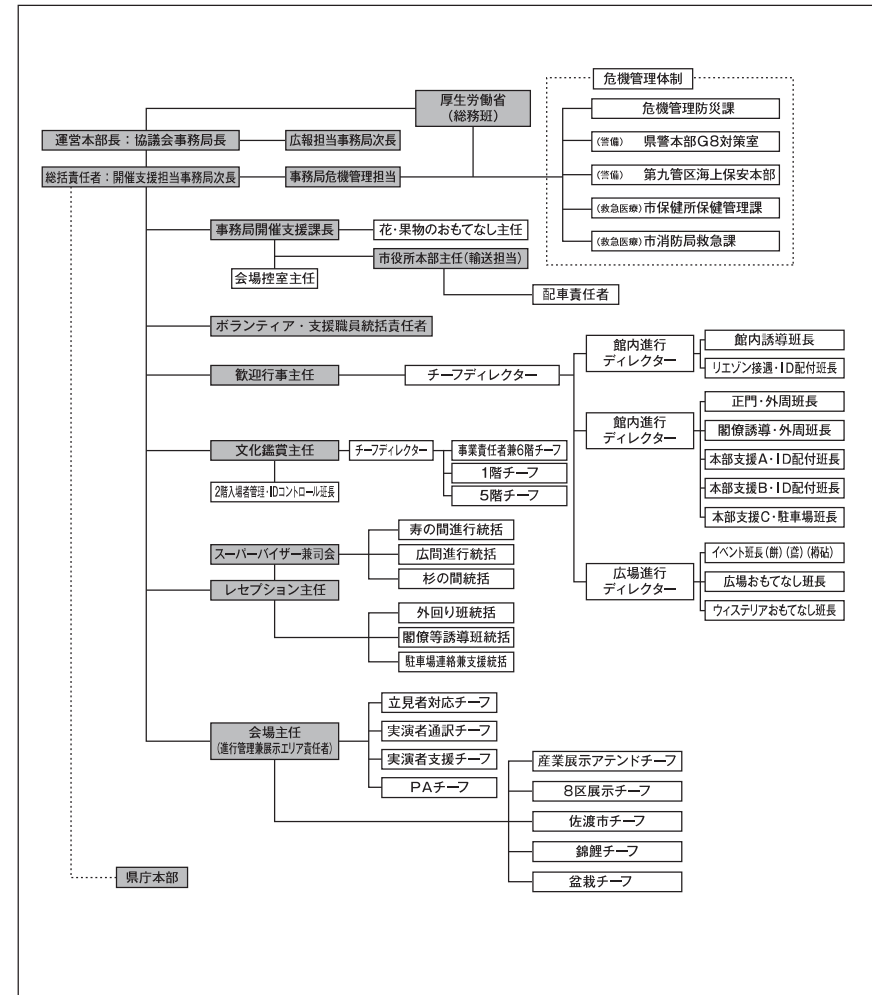 危機管理体制
厚生労働省
(総務班)
危機管理防災課
運営本部長：協議会事務局長
広報担当事務局次長
(警備) 県警本部G8対策室
総括責任者：開催支援担当事務局次長
事務局危機管理担当
(警備) 第九管区海上保安本部
(救急医療) 市保健所保健管理課
(救急医療) 市消防局救急課
事務局開催支援課長
花・果物のおもてなし主任
市役所本部主任(輸送担当)
会場控室主任
配車責任者
ボランティア・支援職員統括責任者
歓迎行事主任
チーフディレクター
館内進行
ディレクター
館内誘導班長
リエゾン接遇・ID配付班長
館内進行
ディレクター
正門・外周班長
閣僚誘導・外周班長
本部支援A・ID配付班長
本部支援B・ID配付班長
本部支援C・駐車場班長
文化鑑賞主任
チーフディレクター
事業責任者兼6階チーフ
1階チーフ
5階チーフ
2階入場者管理・IDコントロール班長
広場進行
ディレクター
イベント班長(餅)(鳶)(樽砧)
広場おもてなし班長
ウィステリアおもてなし班長
スーパーバイザー兼司会
寿の間進行統括
広間進行統括
杉の間統括
レセプション主任
外回り班統括
閣僚等誘導班統括
駐車場連絡兼支援統括
会場主任
(進行管理兼展示エリア責任者)
立見者対応チーフ
実演者通訳チーフ
実演者支援チーフ
PAチーフ
産業展示アテンドチーフ
8区展示チーフ
佐渡市チーフ
錦鯉チーフ
盆栽チーフ
県庁本部